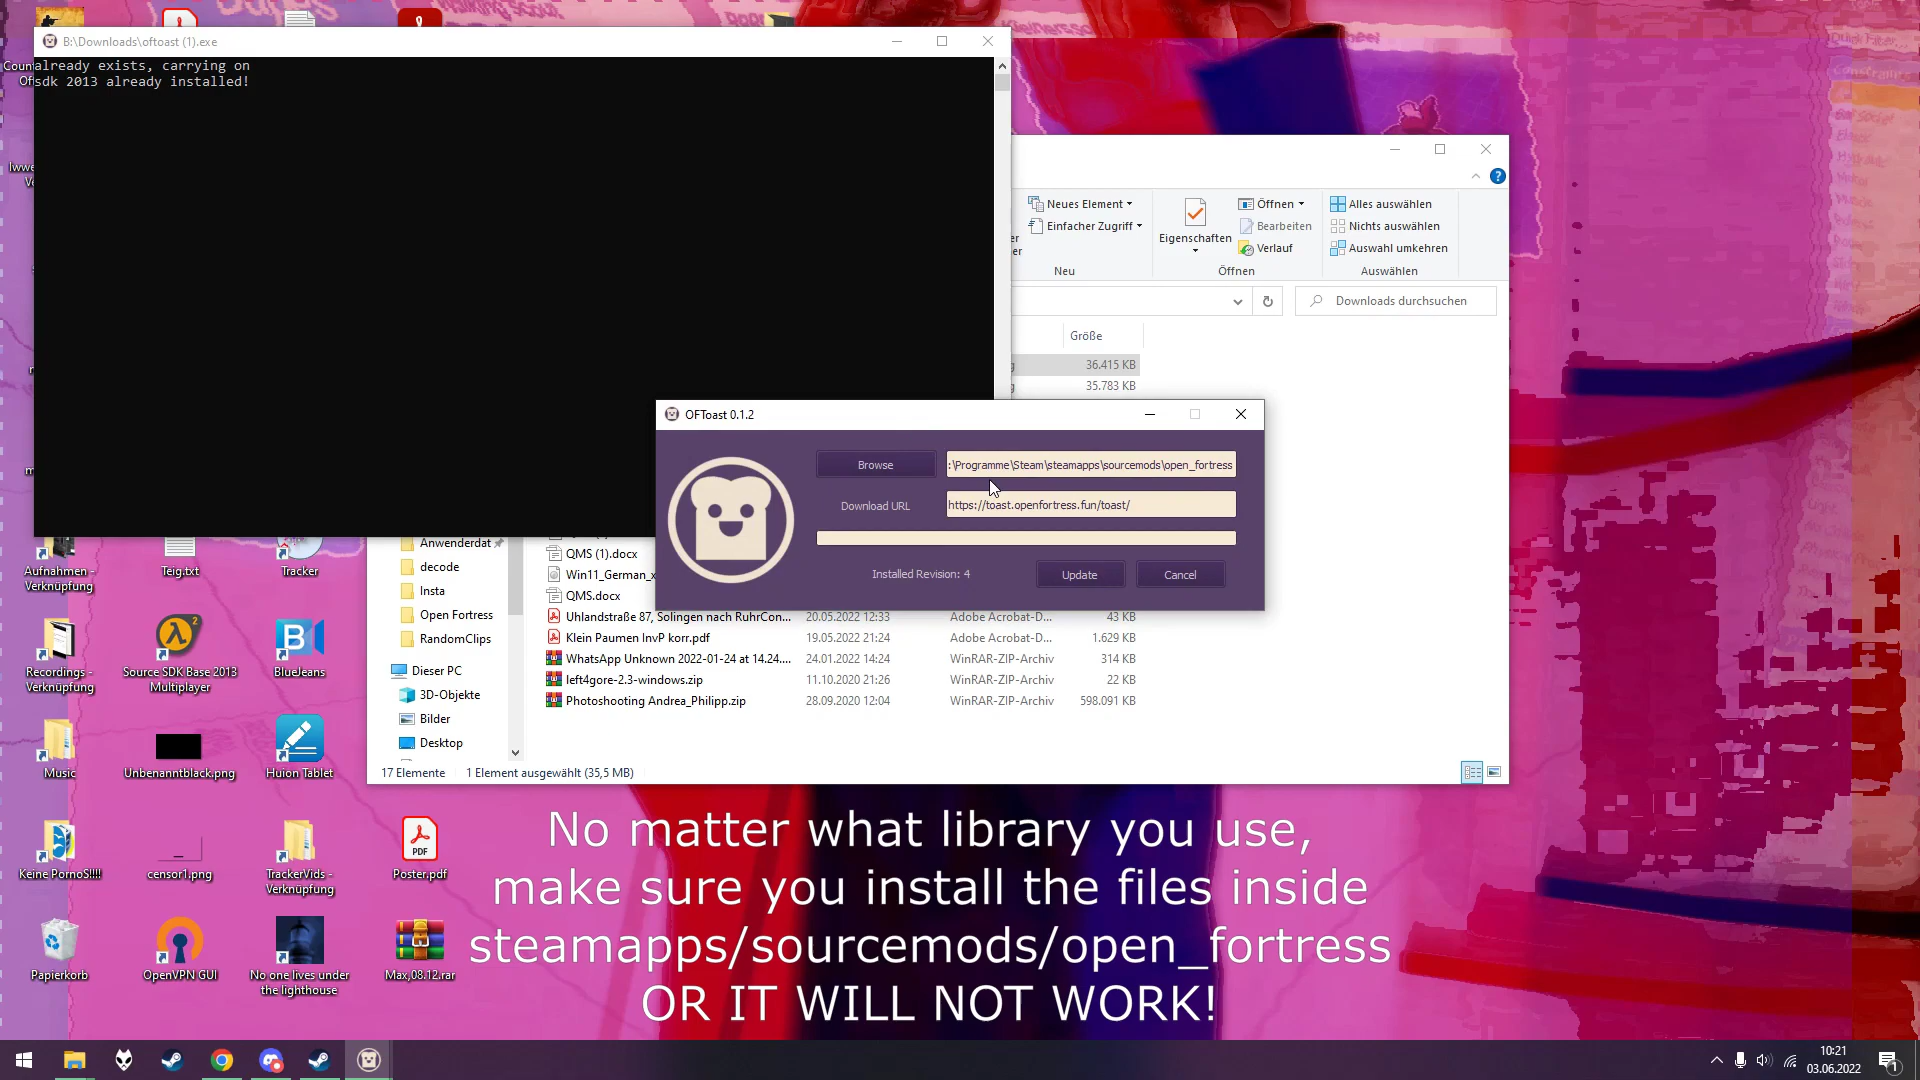 B:\Downloads\oftoast (1).exe
already exists, carrying on
sdk 2013 already installed!
Neues Element
Einfacher Zugriff
Neu
Eigenschaften
Öffnen
Bearbeiten
Verlauf
Öffnen
Alles auswählen
Nichts auswählen
Auswahl umkehren
Auswählen
Downloads durchsuchen
Größe
36.415 KB
35.783 KB
OFToast 0.1.2
Browse
:\Programme\Steam\steamapps\sourcemods\open_fortress
Download URL
https://toast.openfortress.fun/toast/
Installed Revision: 4
Update
Cancel
Anwenderdat
decode
Insta
Open Fortress
RandomClips
Dieser PC
3D-Objekte
Bilder
Desktop
QMS (1).docx
Win11_German_x
QMS.docx
Uhlandstraße 87, Solingen nach RuhrCon... 20.05.2022 12:33 Adobe Acrobat-D... 43 KB
Klein Paumen InvP korr.pdf 19.05.2022 21:24 Adobe Acrobat-D... 1.629 KB
WhatsApp Unknown 2022-01-24 at 14.24.... 24.01.2022 14:24 WinRAR-ZIP-Archiv 314 KB
left4gore-2.3-windows.zip 11.10.2020 21:26 WinRAR-ZIP-Archiv 22 KB
Photoshooting Andrea_Philipp.zip 28.09.2020 12:04 WinRAR-ZIP-Archiv 598.091 KB
17 Elemente 1 Element ausgewählt (35,5 MB)
Aufnahmen - Verknüpfung
Teig.txt
Tracker
Recordings - Verknüpfung
Source SDK Base 2013 Multiplayer
BlueJeans
Music
Unbenanntblack.png
Huion Tablet
Keine PornoS!!!!
censor1.png
TrackerVids - Verknüpfung
Poster.pdf
Papierkorb
OpenVPN GUI
No one lives under the lighthouse
Max,08.12.rar
No matter what library you use,
make sure you install the files inside
steamapps/sourcemods/open_fortress
OR IT WILL NOT WORK!
10:21
03.06.2022